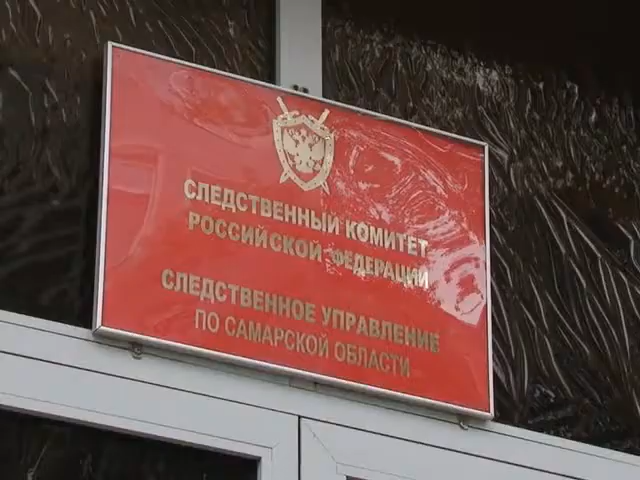 СЛЕДСТВЕННЫЙ КОМИТЕТ
РОССИЙСКОЙ ФЕДЕРАЦИИ
СЛЕДСТВЕННОЕ УПРАВЛЕНИЕ
ПО САМАРСКОЙ ОБЛАСТИ